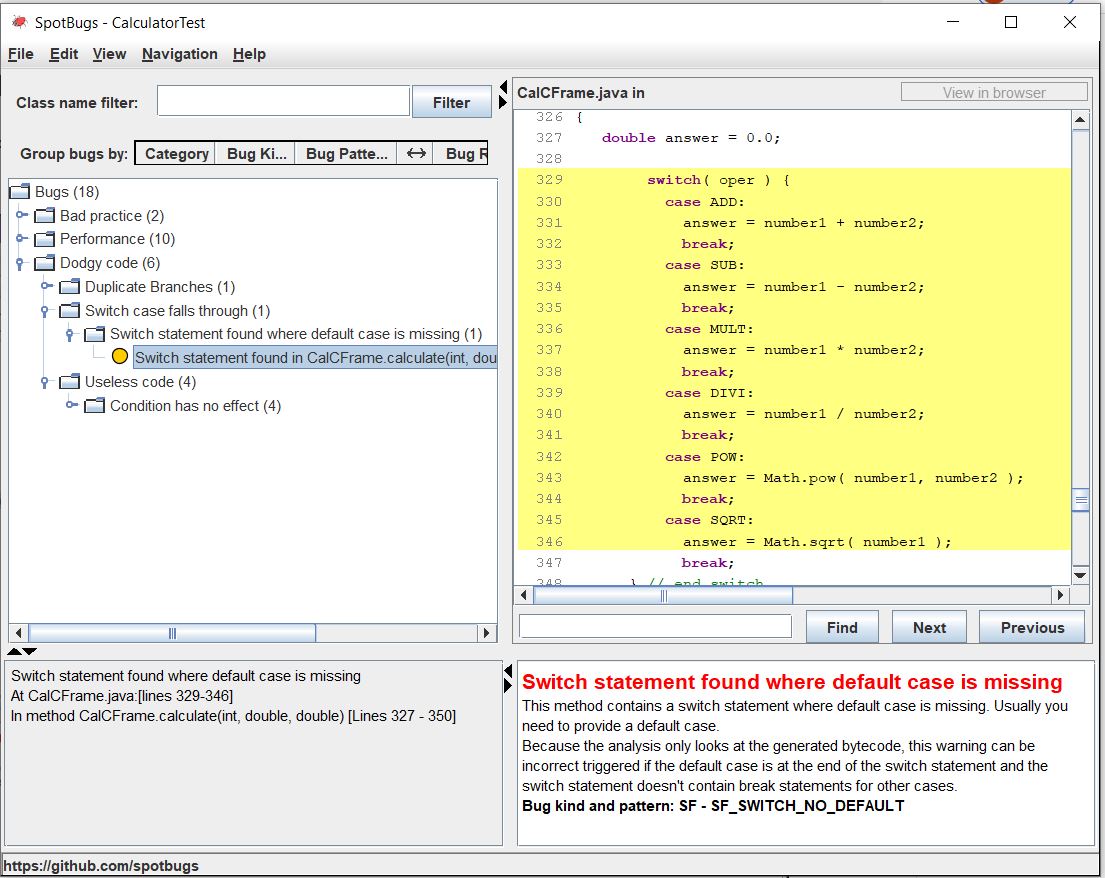 SpotBugs - CalculatorTest
File Edit View Navigation Help
Class name filter:
Filter
Group bugs by: Category Bug Ki... Bug Patte... ↔ Bug R
Bugs (18)
Bad practice (2)
Performance (10)
Dodgy code (6)
Duplicate Branches (1)
Switch case falls through (1)
Switch statement found where default case is missing (1)
Switch statement found in CalCFrame.calculate(int, dou
Useless code (4)
Condition has no effect (4)
CalCFrame.java in
View in browser
326 {
327 double answer = 0.0;
328
329 switch( oper ) {
330 case ADD:
331 answer = number1 + number2;
332 break;
333 case SUB:
334 answer = number1 - number2;
335 break;
336 case MULT:
337 answer = number1 * number2;
338 break;
339 case DIVI:
340 answer = number1 / number2;
341 break;
342 case POW:
343 answer = Math.pow( number1, number2 );
344 break;
345 case SQRT:
346 answer = Math.sqrt( number1 );
347 break;
348 } // end switch
Find Next Previous
Switch statement found where default case is missing
At CalCFrame.java:[lines 329-346]
In method CalCFrame.calculate(int, double, double) [Lines 327 - 350]
Switch statement found where default case is missing
This method contains a switch statement where default case is missing. Usually you
need to provide a default case.
Because the analysis only looks at the generated bytecode, this warning can be
incorrect triggered if the default case is at the end of the switch statement and the
switch statement doesn't contain break statements for other cases.
Bug kind and pattern: SF - SF_SWITCH_NO_DEFAULT
https://github.com/spotbugs